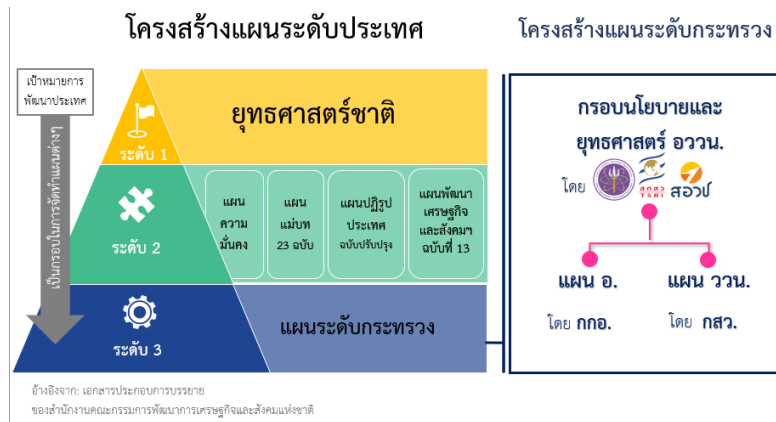 โครงสร้างแผนระดับประเทศ
โครงสร้างแผนระดับกระทรวง
เป้าหมายการ
พัฒนาประเทศ
เป็นกรอบในการจัดทำแผนต่างๆ
ระดับ 1
ยุทธศาสตร์ชาติ
ระดับ 2
แผน
ความ
มั่นคง
แผน
แม่บท
23 ฉบับ
แผนปฏิรูป
ประเทศ
ฉบับปรับปรุง
แผนพัฒนา
เศรษฐกิจ
และสังคมฯ
ฉบับที่ 13
ระดับ 3
แผนระดับกระทรวง
กรอบนโยบายและ
ยุทธศาสตร์ อววน.
โดย
สกสว
TSRI
สอวช
แผน อ.
โดย กกอ.
แผน ววน.
โดย กสว.
อ้างอิงจาก: เอกสารประกอบการบรรยาย
ของสำนักงานคณะกรรมการพัฒนาการเศรษฐกิจและสังคมแห่งชาติ